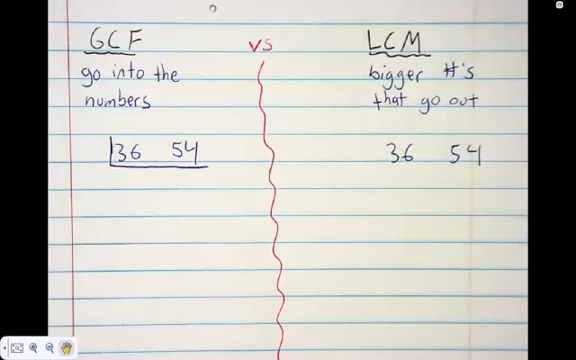 GCF
go into the
numbers
36 54
vs
LCM
bigger #'s
that go out
36 54